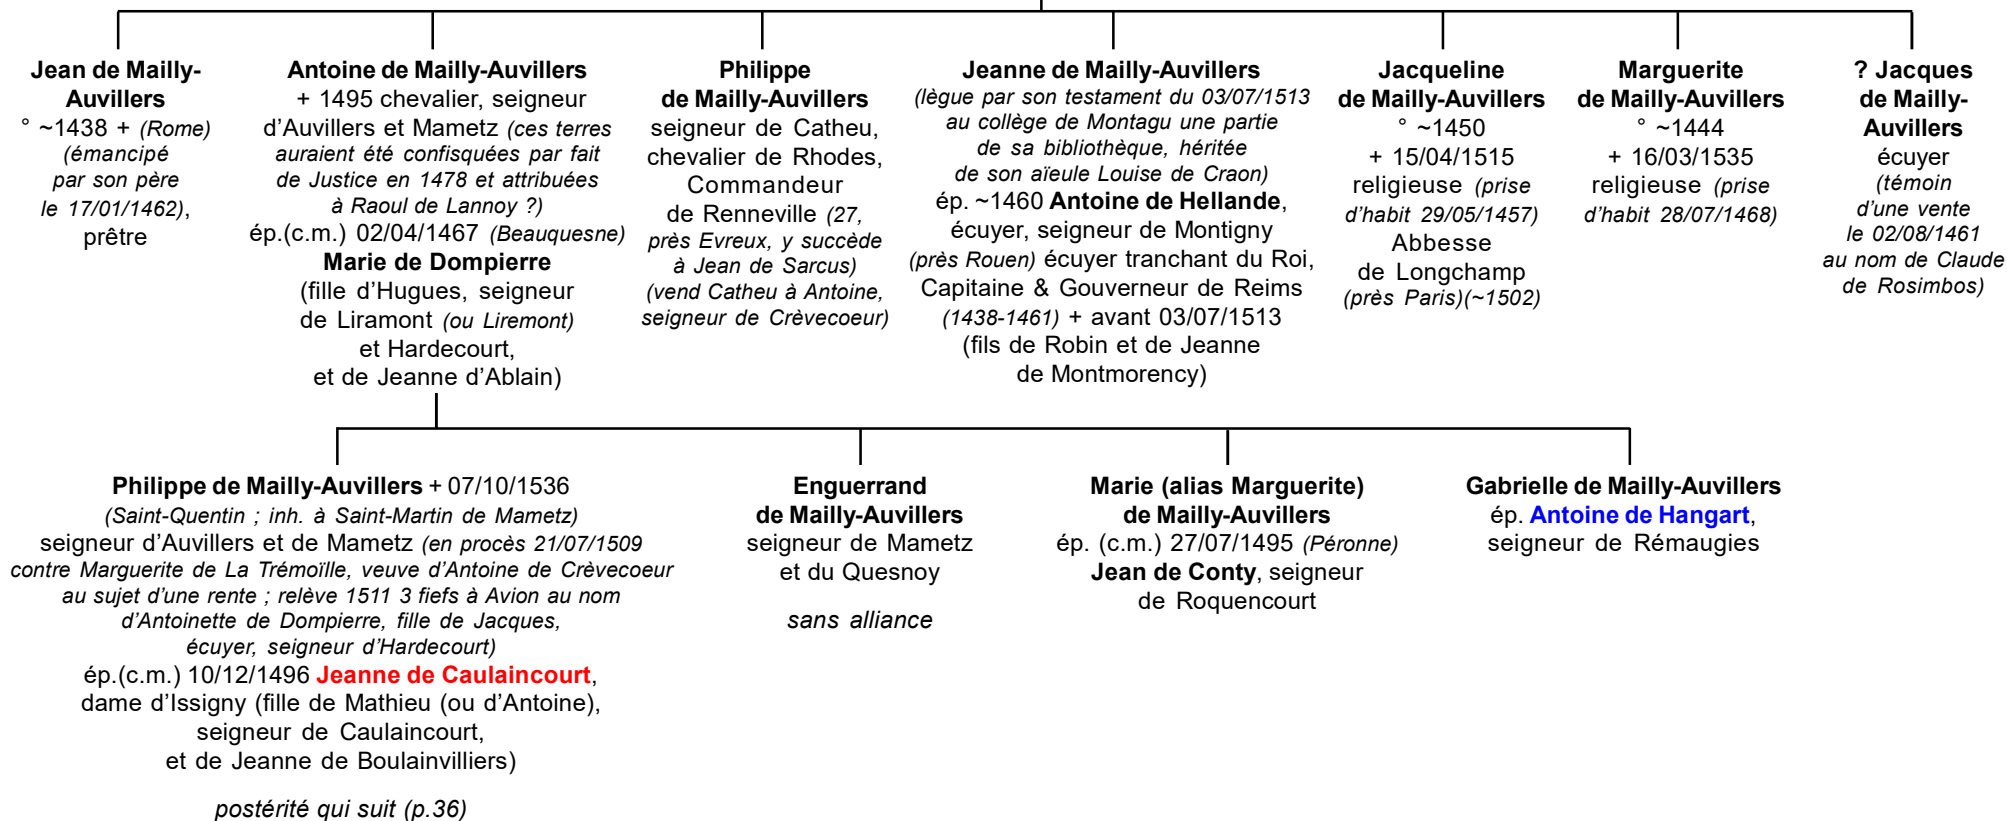 Jean de Mailly-
Auvillers
° ~1438 + (Rome)
(émancipé
par son père
le 17/01/1462),
prêtre
Antoine de Mailly-Auvillers
+ 1495 chevalier, seigneur
d’Auvillers et Mametz (ces terres
auraient été confisquées par fait
de Justice en 1478 et attribuées
à Raoul de Lannoy ?)
ép.(c.m.) 02/04/1467 (Beauquesne)
Marie de Dompierre
(fille d’Hugues, seigneur
de Liramont (ou Liremont)
et Hardecourt,
et de Jeanne d’Ablain)
Philippe
de Mailly-Auvillers
seigneur de Catheu,
chevalier de Rhodes,
Commandeur
de Renneville (27,
près Evreux, y succède
à Jean de Sarcus)
(vend Catheu à Antoine,
seigneur de Crèvecoeur)
Jeanne de Mailly-Auvillers
(lègue par son testament du 03/07/1513
au collège de Montagu une partie
de sa bibliothèque, héritée
de son aïeule Louise de Craon)
ép. ~1460 Antoine de Hellande,
écuyer, seigneur de Montigny
(près Rouen) écuyer tranchant du Roi,
Capitaine & Gouverneur de Reims
(1438-1461) + avant 03/07/1513
(fils de Robin et de Jeanne
de Montmorency)
Jacqueline
de Mailly-Auvillers
° ~1450
+ 15/04/1515
religieuse (prise
d’habit 29/05/1457)
Abbesse
de Longchamp
(près Paris)(~1502)
Marguerite
de Mailly-Auvillers
° ~1444
+ 16/03/1535
religieuse (prise
d’habit 28/07/1468)
? Jacques
de Mailly-
Auvillers
écuyer
(témoin
d’une vente
le 02/08/1461
au nom de Claude
de Rosimbos)
Philippe de Mailly-Auvillers + 07/10/1536
(Saint-Quentin ; inh. à Saint-Martin de Mametz)
seigneur d’Auvillers et de Mametz (en procès 21/07/1509
contre Marguerite de La Trémoïlle, veuve d’Antoine de Crèvecoeur
au sujet d’une rente ; relève 1511 3 fiefs à Avion au nom
d’Antoinette de Dompierre, fille de Jacques,
écuyer, seigneur d’Hardecourt)
ép.(c.m.) 10/12/1496 Jeanne de Caulaincourt,
dame d’Issigny (fille de Mathieu (ou d’Antoine),
seigneur de Caulaincourt,
et de Jeanne de Boulainvilliers)
postérité qui suit (p.36)
Enguerrand
de Mailly-Auvillers
seigneur de Mametz
et du Quesnoy
sans alliance
Marie (alias Marguerite)
de Mailly-Auvillers
ép. (c.m.) 27/07/1495 (Péronne)
Jean de Conty, seigneur
de Roquencourt
Gabrielle de Mailly-Auvillers
ép. Antoine de Hangart,
seigneur de Rémaugies